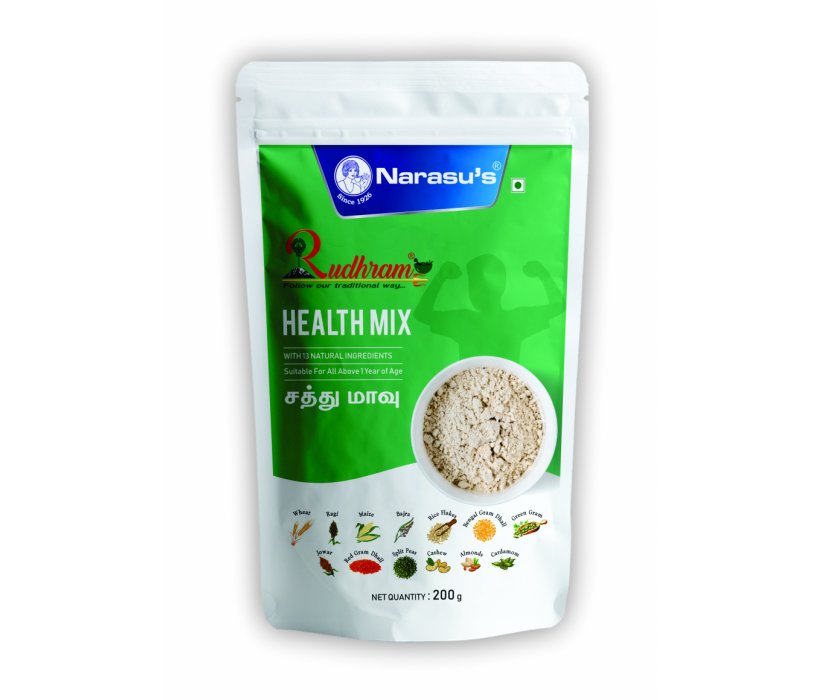 Narasu's®
Since 1926
Rudhram®
Follow our traditional way...
HEALTH MIX
WITH 13 NATURAL INGREDIENTS
Suitable For All Above 1 Year of Age
சத்து மாவு
Wheat Ragi Maize Bajra Rice Flakes Bengal Gram Dhall Green Gram
Jowar Red Gram Dhall Split Peas Cashew Almonds Cardamom
NET QUANTITY : 200 g